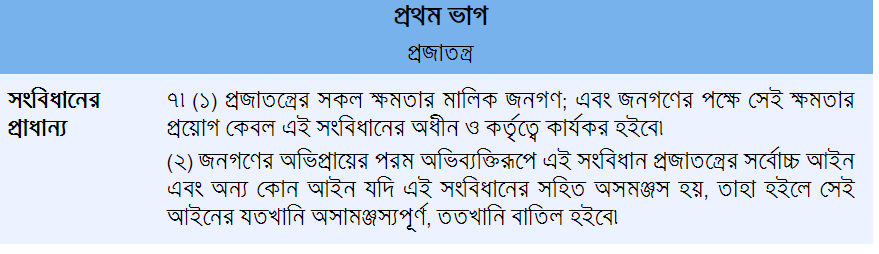 প্রথম ভাগ
প্রজাতন্ত্র
সংবিধানের
প্রাধান্য
৭৷ (১) প্রজাতন্ত্রের সকল ক্ষমতার মালিক জনগণ; এবং জনগণের পক্ষে সেই ক্ষমতার
প্রয়োগ কেবল এই সংবিধানের অধীন ও কর্তৃত্বে কার্যকর হইবে৷
(২) জনগণের অভিপ্রায়ের পরম অভিব্যক্তিরূপে এই সংবিধান প্রজাতন্ত্রের সর্বোচ্চ আইন
এবং অন্য কোন আইন যদি এই সংবিধানের সহিত অসমঞ্জস হয়, তাহা হইলে সেই
আইনের যতখানি অসামঞ্জস্যপূর্ণ, ততখানি বাতিল হইবে৷